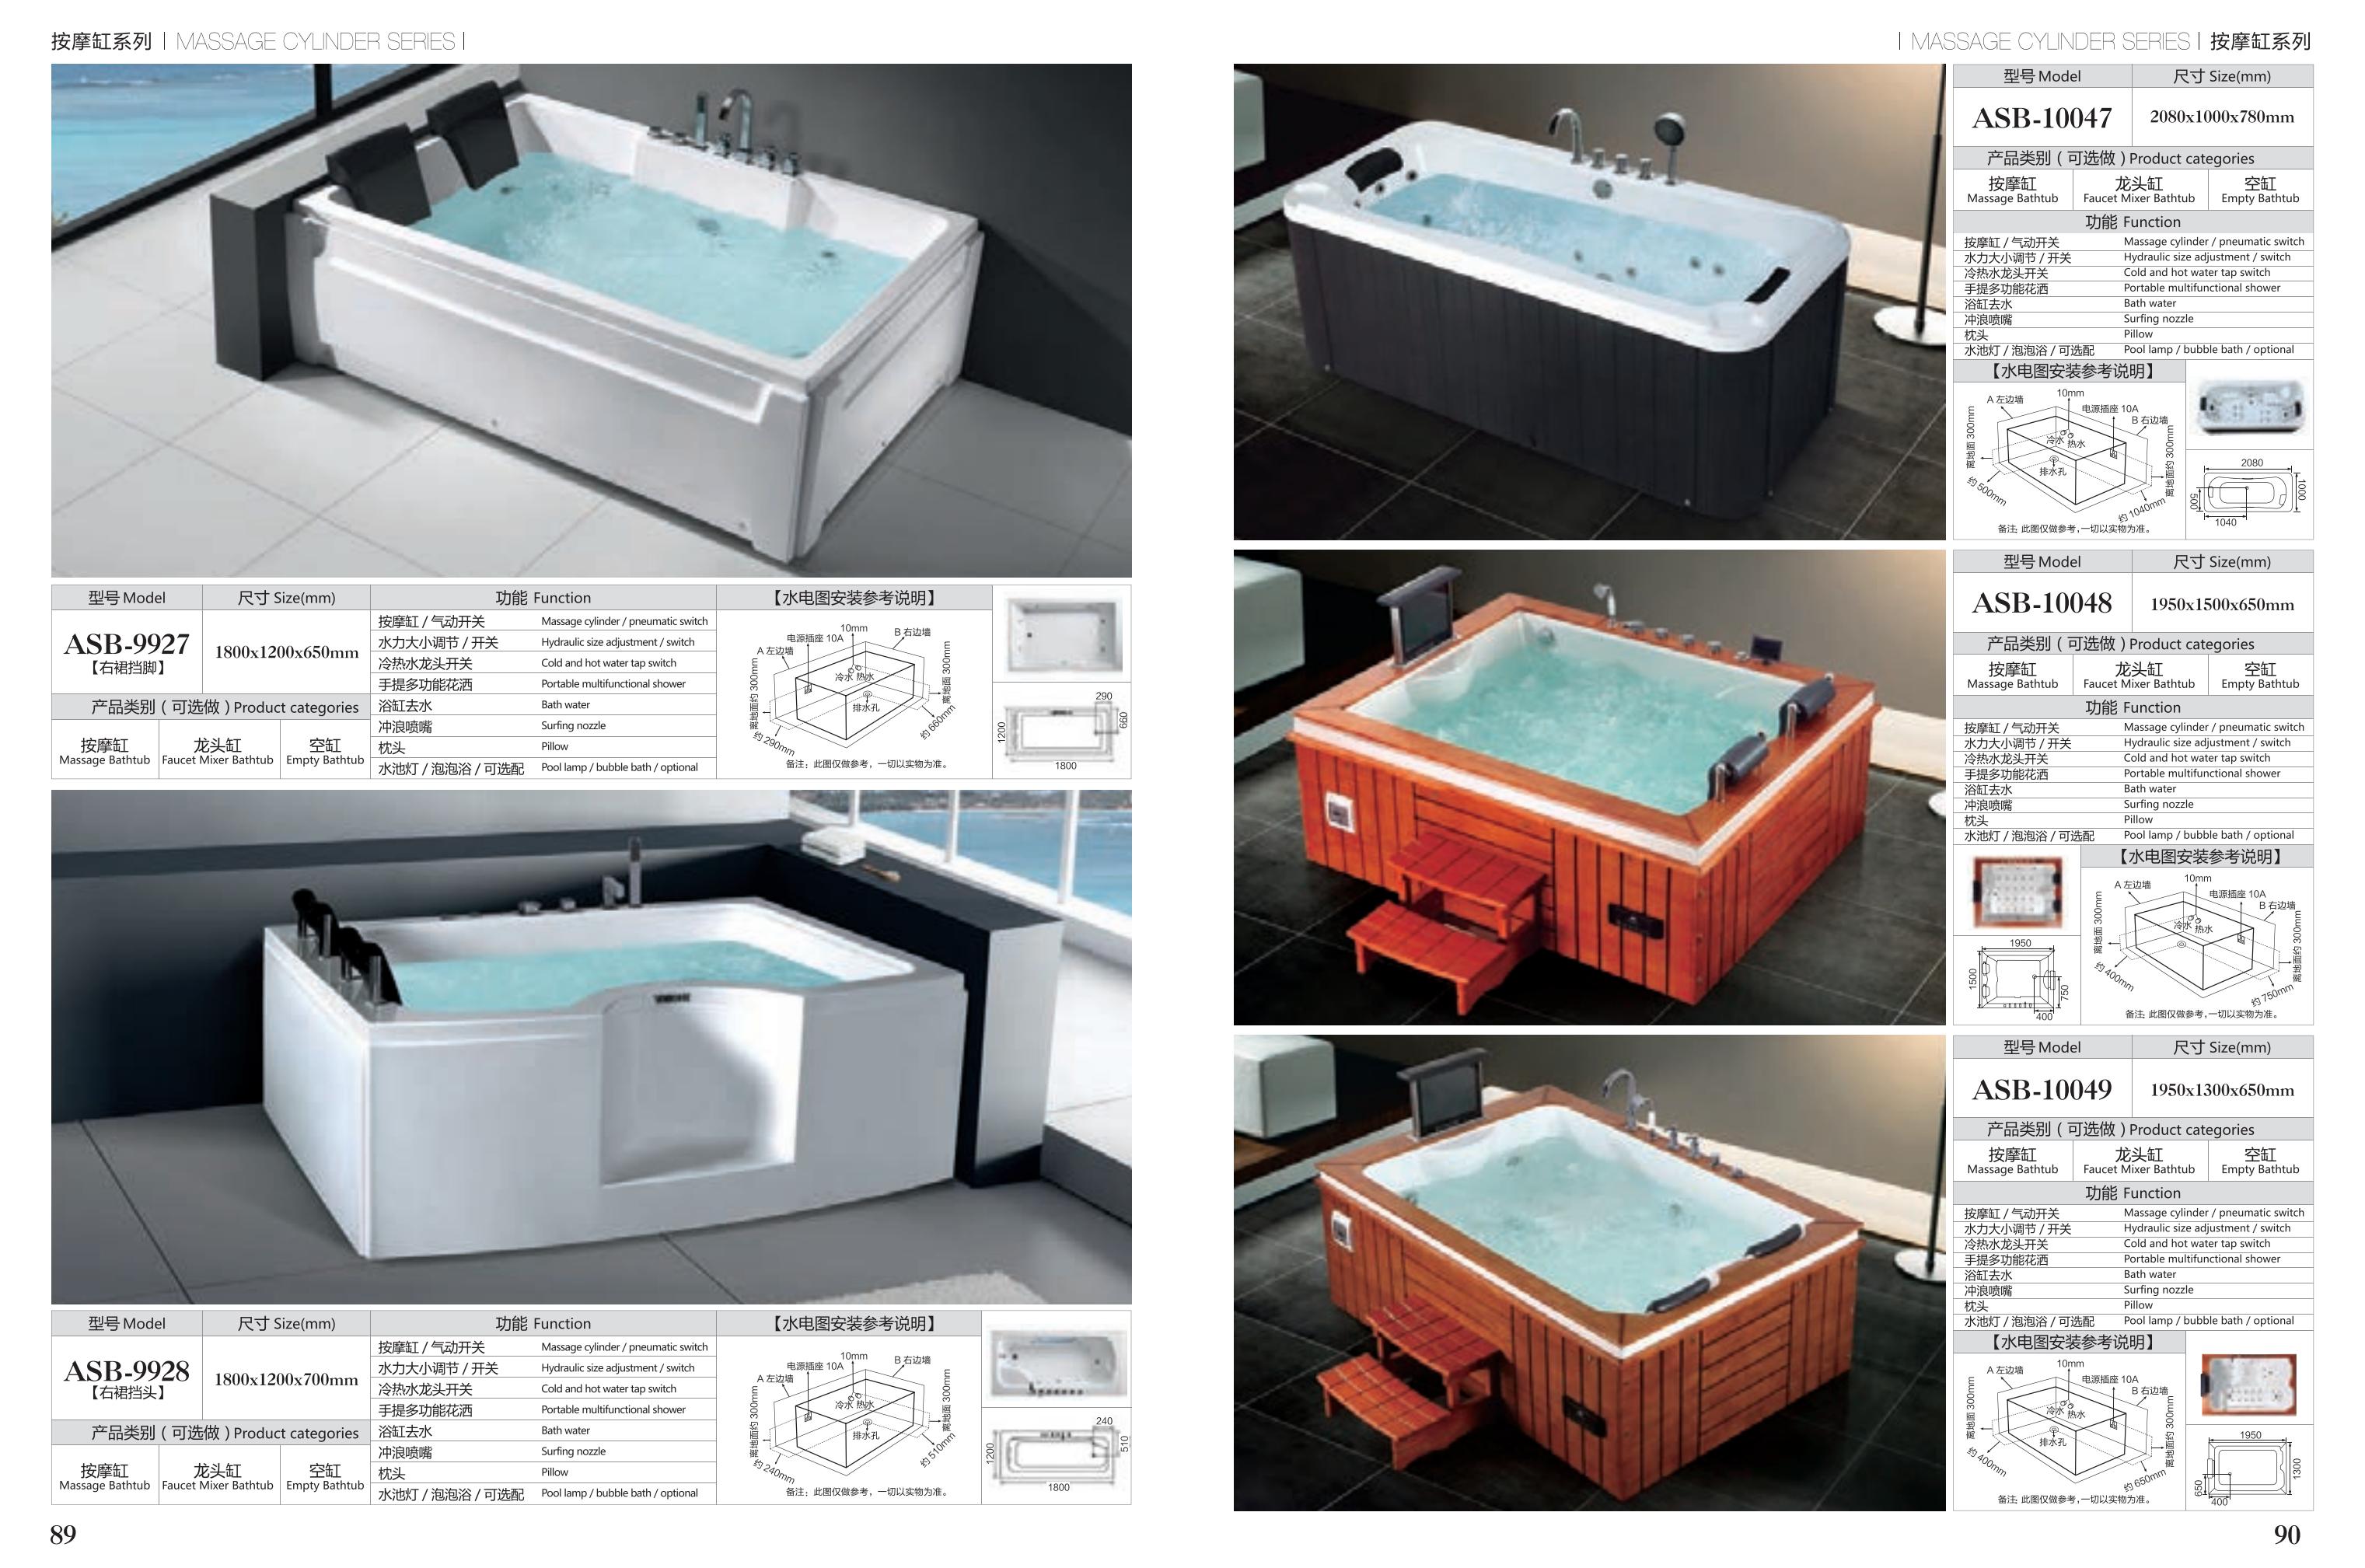 按摩缸系列 | MASSAGE CYLINDER SERIES |
型号 Model
尺寸 Size(mm)
功能 Function
【水电图安装参考说明】
ASB-9927
【右裙挡脚】
1800x1200x650mm
产品类别 ( 可选做 ) Product categories
按摩缸
Massage Bathtub
龙头缸
Faucet Mixer Bathtub
空缸
Empty Bathtub
按摩缸 / 气动开关 Massage cylinder / pneumatic switch
水力大小调节 / 开关 Hydraulic size adjustment / switch
冷热水龙头开关 Cold and hot water tap switch
手提多功能花洒 Portable multifunctional shower
浴缸去水 Bath water
冲浪喷嘴 Surfing nozzle
枕头 Pillow
水池灯 / 泡泡浴 / 可选配 Pool lamp / bubble bath / optional
10mm
电源插座 10A
B 右边墙
A 左边墙
冷水 热水
排水孔
离地面约 300mm
离地面 300mm
约 290mm
约 660mm
备注：此图仅做参考，一切以实物为准。
290
660
1200
1800
型号 Model
尺寸 Size(mm)
功能 Function
【水电图安装参考说明】
ASB-9928
【右裙挡头】
1800x1200x700mm
产品类别 ( 可选做 ) Product categories
按摩缸
Massage Bathtub
龙头缸
Faucet Mixer Bathtub
空缸
Empty Bathtub
按摩缸 / 气动开关 Massage cylinder / pneumatic switch
水力大小调节 / 开关 Hydraulic size adjustment / switch
冷热水龙头开关 Cold and hot water tap switch
手提多功能花洒 Portable multifunctional shower
浴缸去水 Bath water
冲浪喷嘴 Surfing nozzle
枕头 Pillow
水池灯 / 泡泡浴 / 可选配 Pool lamp / bubble bath / optional
10mm
电源插座 10A
B 右边墙
A 左边墙
冷水 热水
排水孔
离地面约 300mm
离地面 300mm
约 240mm
约 510mm
备注：此图仅做参考，一切以实物为准。
240
510
1200
1800
89
| MASSAGE CYLINDER SERIES | 按摩缸系列
型号 Model
尺寸 Size(mm)
ASB-10047
2080x1000x780mm
产品类别 ( 可选做 ) Product categories
按摩缸
Massage Bathtub
龙头缸
Faucet Mixer Bathtub
空缸
Empty Bathtub
功能 Function
按摩缸 / 气动开关 Massage cylinder / pneumatic switch
水力大小调节 / 开关 Hydraulic size adjustment / switch
冷热水龙头开关 Cold and hot water tap switch
手提多功能花洒 Portable multifunctional shower
浴缸去水 Bath water
冲浪喷嘴 Surfing nozzle
枕头 Pillow
水池灯 / 泡泡浴 / 可选配 Pool lamp / bubble bath / optional
【水电图安装参考说明】
10mm
A 左边墙
电源插座 10A
B 右边墙
冷水 热水
排水孔
离地面 300mm
离地面约 300mm
约 500mm
约 1040mm
备注: 此图仅做参考,一切以实物为准。
2080
1000
500
1040
型号 Model
尺寸 Size(mm)
ASB-10048
1950x1500x650mm
产品类别 ( 可选做 ) Product categories
按摩缸
Massage Bathtub
龙头缸
Faucet Mixer Bathtub
空缸
Empty Bathtub
功能 Function
按摩缸 / 气动开关 Massage cylinder / pneumatic switch
水力大小调节 / 开关 Hydraulic size adjustment / switch
冷热水龙头开关 Cold and hot water tap switch
手提多功能花洒 Portable multifunctional shower
浴缸去水 Bath water
冲浪喷嘴 Surfing nozzle
枕头 Pillow
水池灯 / 泡泡浴 / 可选配 Pool lamp / bubble bath / optional
【水电图安装参考说明】
10mm
A 左边墙
电源插座 10A
B 右边墙
冷水 热水
离地面 300mm
离地面约 300mm
约 400mm
约 750mm
备注: 此图仅做参考,一切以实物为准。
1950
1500
750
400
型号 Model
尺寸 Size(mm)
ASB-10049
1950x1300x650mm
产品类别 ( 可选做 ) Product categories
按摩缸
Massage Bathtub
龙头缸
Faucet Mixer Bathtub
空缸
Empty Bathtub
功能 Function
按摩缸 / 气动开关 Massage cylinder / pneumatic switch
水力大小调节 / 开关 Hydraulic size adjustment / switch
冷热水龙头开关 Cold and hot water tap switch
手提多功能花洒 Portable multifunctional shower
浴缸去水 Bath water
冲浪喷嘴 Surfing nozzle
枕头 Pillow
水池灯 / 泡泡浴 / 可选配 Pool lamp / bubble bath / optional
【水电图安装参考说明】
10mm
A 左边墙
电源插座 10A
B 右边墙
冷水 热水
排水孔
离地面 300mm
离地面约 300mm
约 400mm
约 650mm
备注: 此图仅做参考,一切以实物为准。
1950
1300
650
400
90